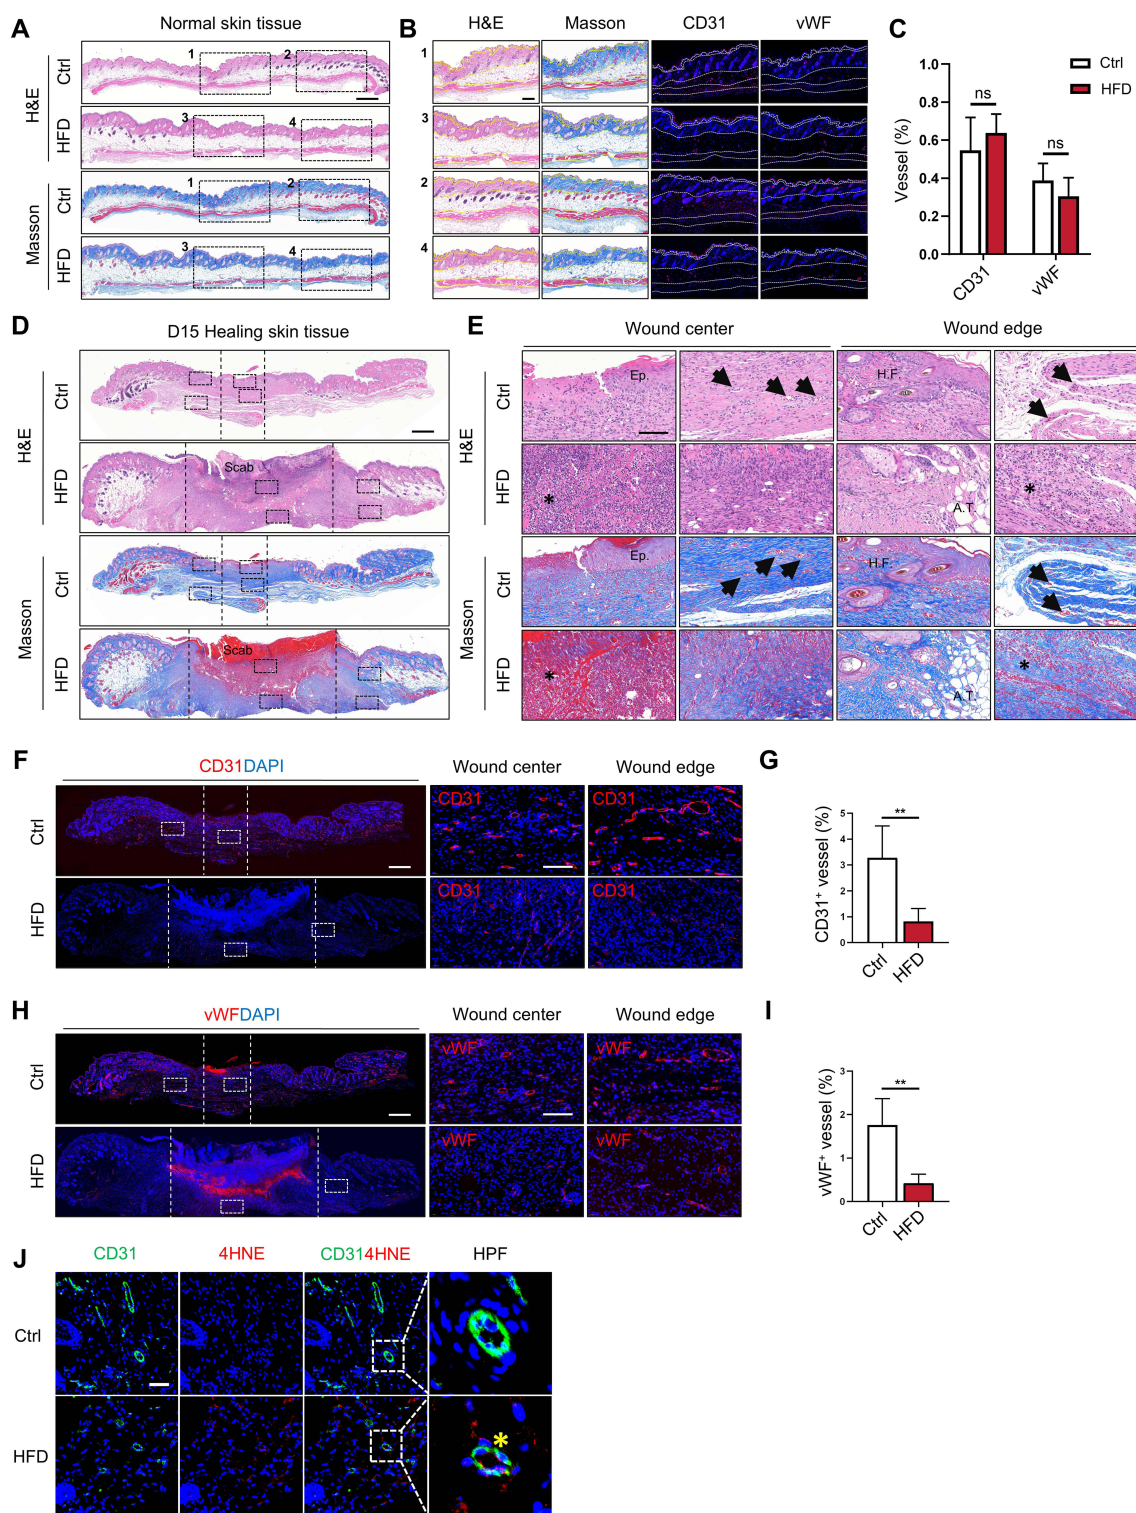 A
Normal skin tissue
H&E
Ctrl
1
2
HFD
3
4
Masson
Ctrl
1
2
HFD
3
4
B
H&E
Masson
CD31
vWF
1
3
2
4
C
Vessel (%)
1.0
0.8
0.6
0.4
0.2
0.0
ns
ns
Ctrl
HFD
CD31
vWF
D
D15 Healing skin tissue
H&E
Ctrl
HFD
Scab
Masson
Ctrl
HFD
Scab
E
Wound center
Wound edge
H&E
Ctrl
Ep.
H.F.
HFD
*
A.T.
*
Masson
Ctrl
Ep.
H.F.
HFD
*
A.T.
*
F
CD31DAPI
Wound center
Wound edge
Ctrl
CD31
CD31
HFD
CD31
CD31
G
CD31+ vessel (%)
5
4
3
2
1
0
**
Ctrl
HFD
H
vWFDAPI
Wound center
Wound edge
Ctrl
vWF
vWF
HFD
vWF
vWF
I
vWF+ vessel (%)
3
2
1
0
**
Ctrl
HFD
J
CD31
4HNE
CD314HNE
HPF
Ctrl
HFD
*